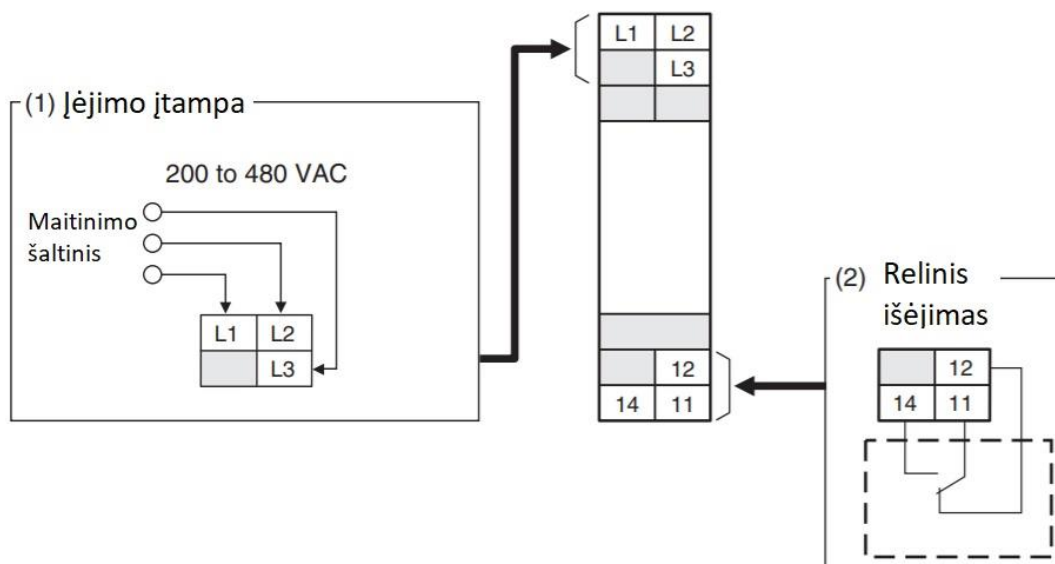 (1) Įėjimo įtampa
200 to 480 VAC
Maitinimo
šaltinis
L1 L2
L3
L1 L2
L3
12
14 11
(2) Relinis
išėjimas
12
14 11